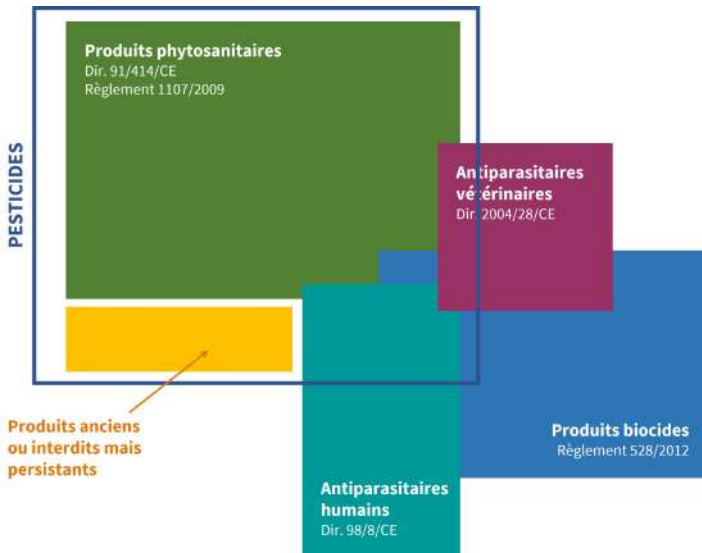 Produits phytosanitaires
Dir. 91/414/CE
Règlement 1107/2009
PESTICIDES
Antiparasitaires
vétérinaires
Dir. 2004/28/CE
Produits anciens
ou interdits mais
persistants
Produits biocides
Règlement 528/2012
Antiparasitaires
humains
Dir. 98/8/CE